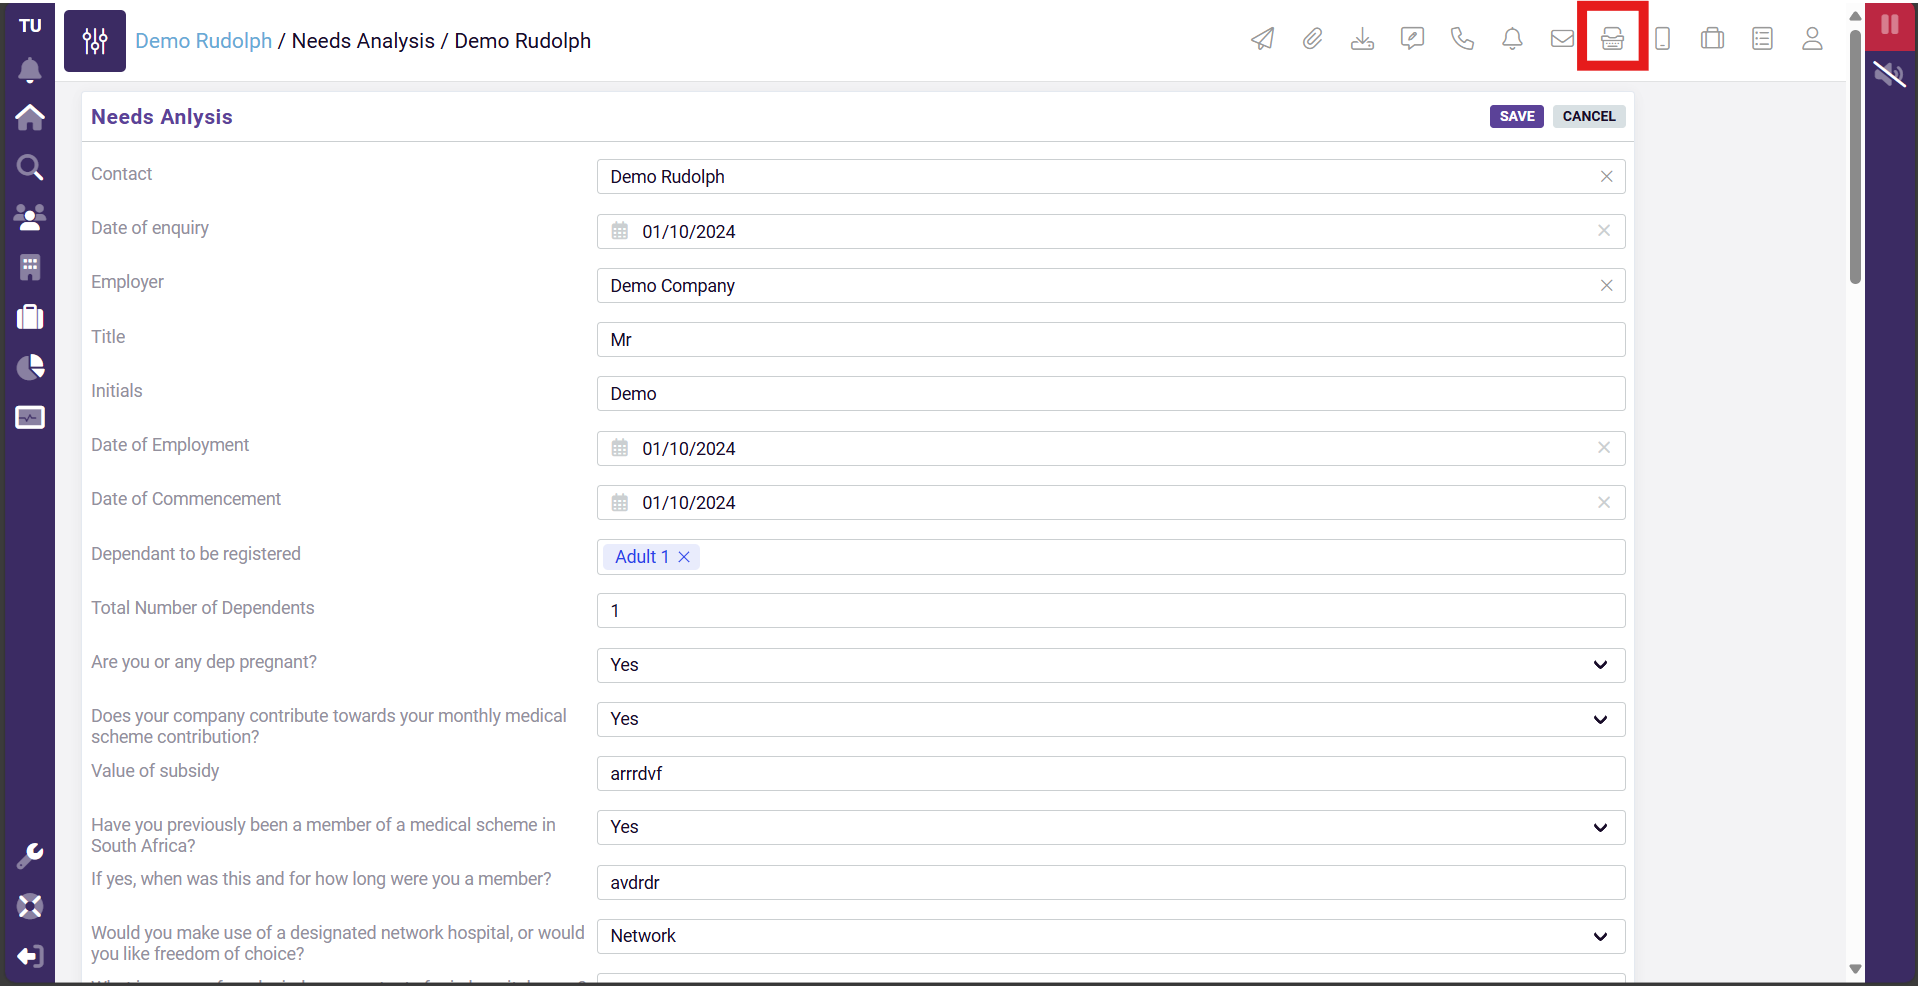 TU
Demo Rudolph / Needs Analysis / Demo Rudolph
Needs Anlysis
SAVE
CANCEL
Contact
Demo Rudolph
Date of enquiry
01/10/2024
Employer
Demo Company
Title
Mr
Initials
Demo
Date of Employment
01/10/2024
Date of Commencement
01/10/2024
Dependant to be registered
Adult 1
Total Number of Dependents
1
Are you or any dep pregnant?
Yes
Does your company contribute towards your monthly medical
scheme contribution?
Yes
Value of subsidy
arrrdvf
Have you previously been a member of a medical scheme in
South Africa?
Yes
If yes, when was this and for how long were you a member?
avdrdr
Would you make use of a designated network hospital, or would
you like freedom of choice?
Network